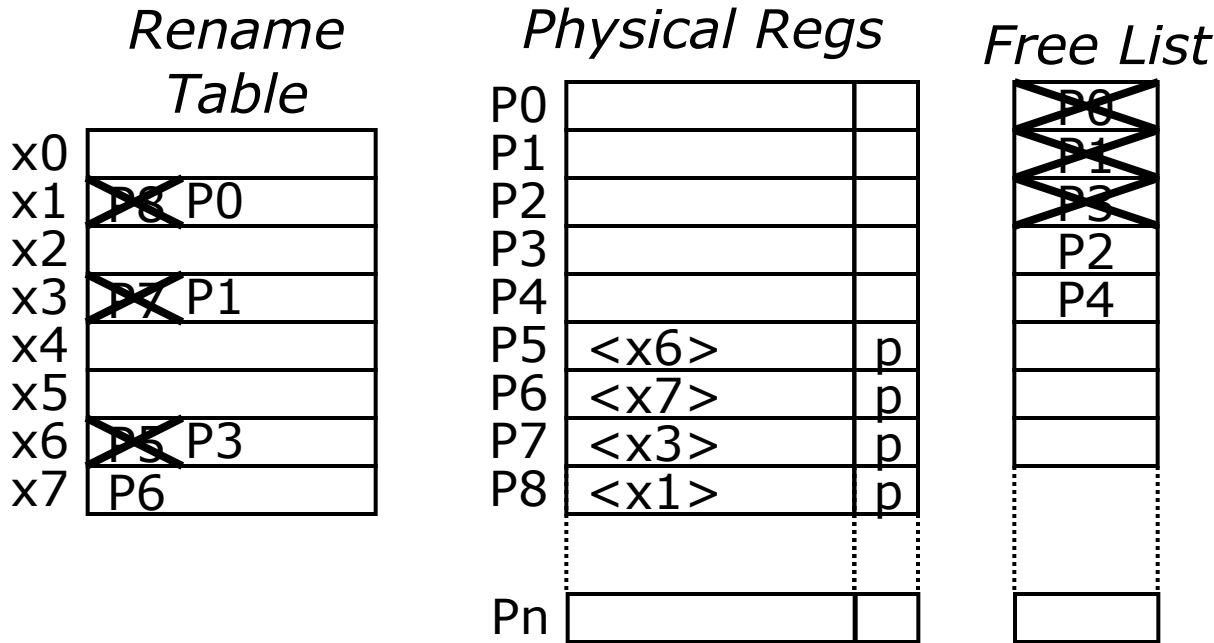 Rename
Table
x0
x1 P8 P0
x2
x3 P7 P1
x4
x5
x6 P5 P3
x7 P6
Physical Regs
P0
P1
P2
P3
P4
P5 <x6> p
P6 <x7> p
P7 <x3> p
P8 <x1> p
Pn
Free List
P0
P1
P3
P2
P4